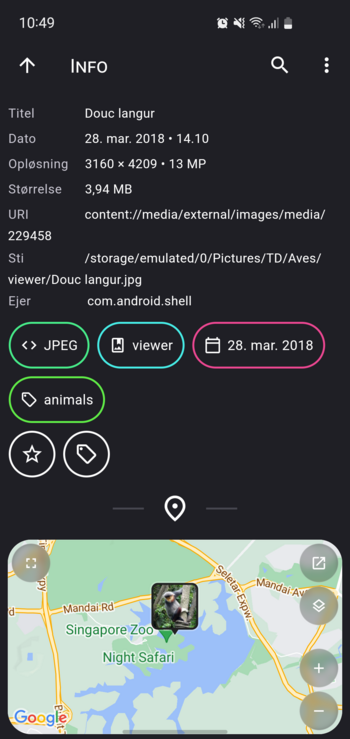 10:49
INFO
Titel Douc langur
Dato 28. mar. 2018 • 14.10
Opløsning 3160 × 4209 • 13 MP
Størrelse 3,94 MB
URI content://media/external/images/media/
229458
Sti /storage/emulated/0/Pictures/TD/Aves/
viewer/Douc langur.jpg
Ejer com.android.shell
JPEG viewer 28. mar. 2018
animals
Seletar Expw.
Mandai Rd
Mandai Av
Singapore Zoo
Night Safari
Google